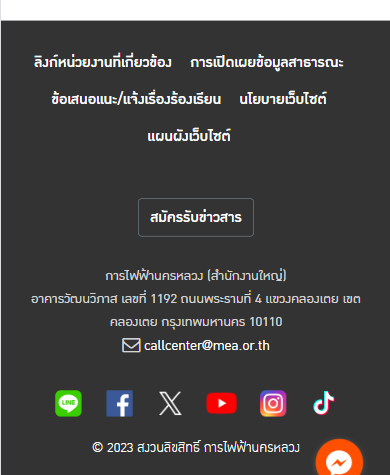 ลิงก์หน่วยงานที่เกี่ยวข้อง การเปิดเผยข้อมูลสาธารณะ
ข้อเสนอแนะ/แจ้งเรื่องร้องเรียน นโยบายเว็บไซต์
แผนผังเว็บไซต์
สมัครรับข่าวสาร
การไฟฟ้านครหลวง (สำนักงานใหญ่)
อาคารวัฒนวิภาส เลขที่ 1192 ถนนพระรามที่ 4 แขวงคลองเตย เขต
คลองเตย กรุงเทพมหานคร 10110
callcenter@mea.or.th
LINE
© 2023 สงวนลิขสิทธิ์ การไฟฟ้านครหลวง